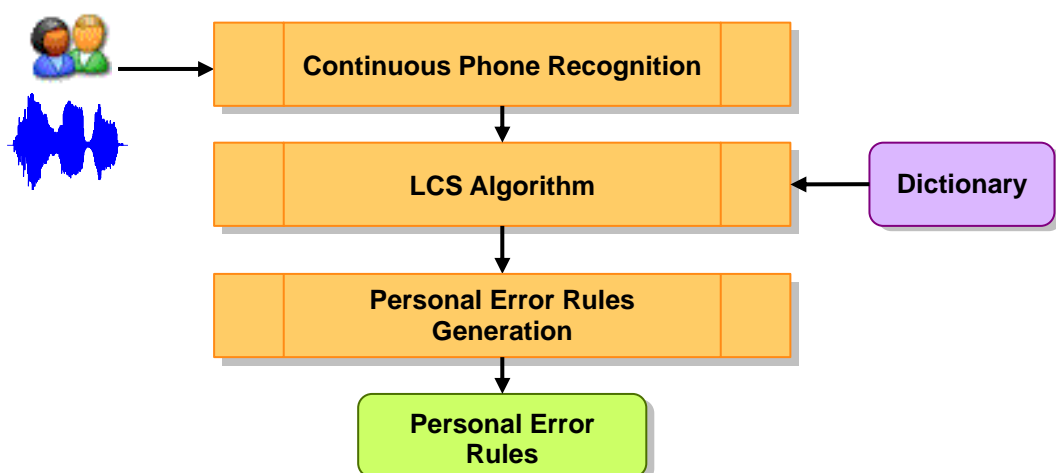 Continuous Phone Recognition
LCS Algorithm
Dictionary
Personal Error Rules
Generation
Personal Error
Rules